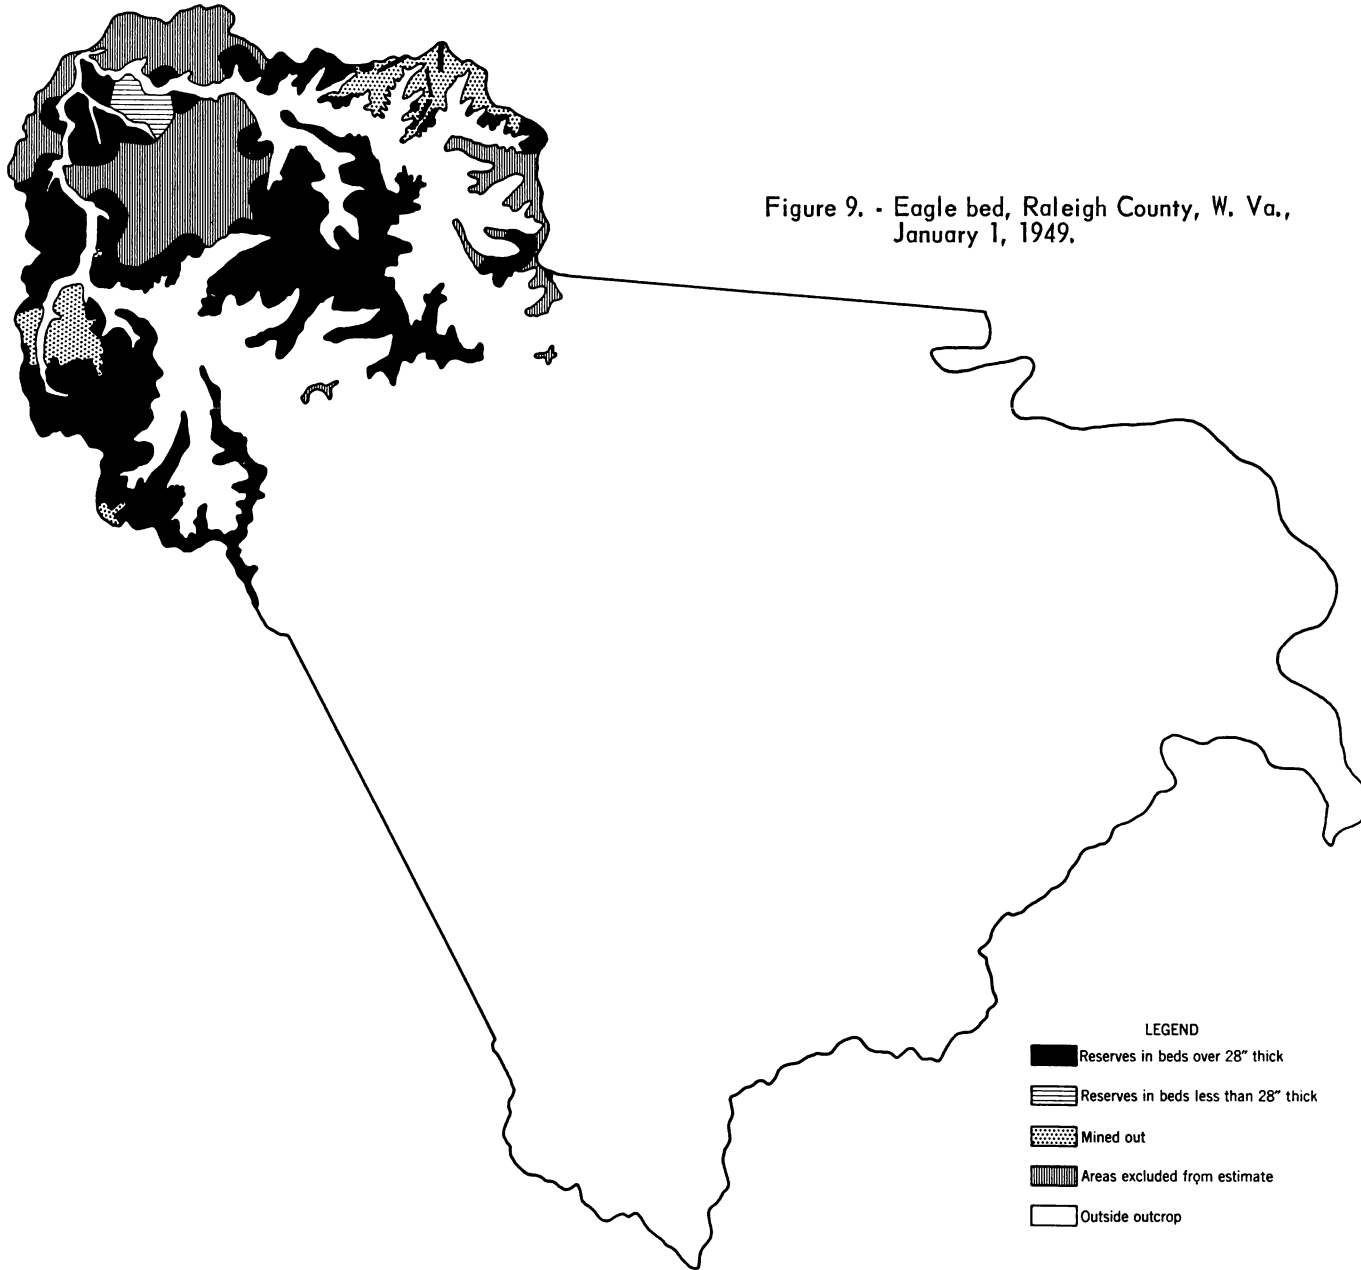 Figure 9. - Eagle bed, Raleigh County, W. Va.,
January 1, 1949.
LEGEND
Reserves in beds over 28″ thick
Reserves in beds less than 28″ thick
Mined out
Areas excluded from estimate
Outside outcrop